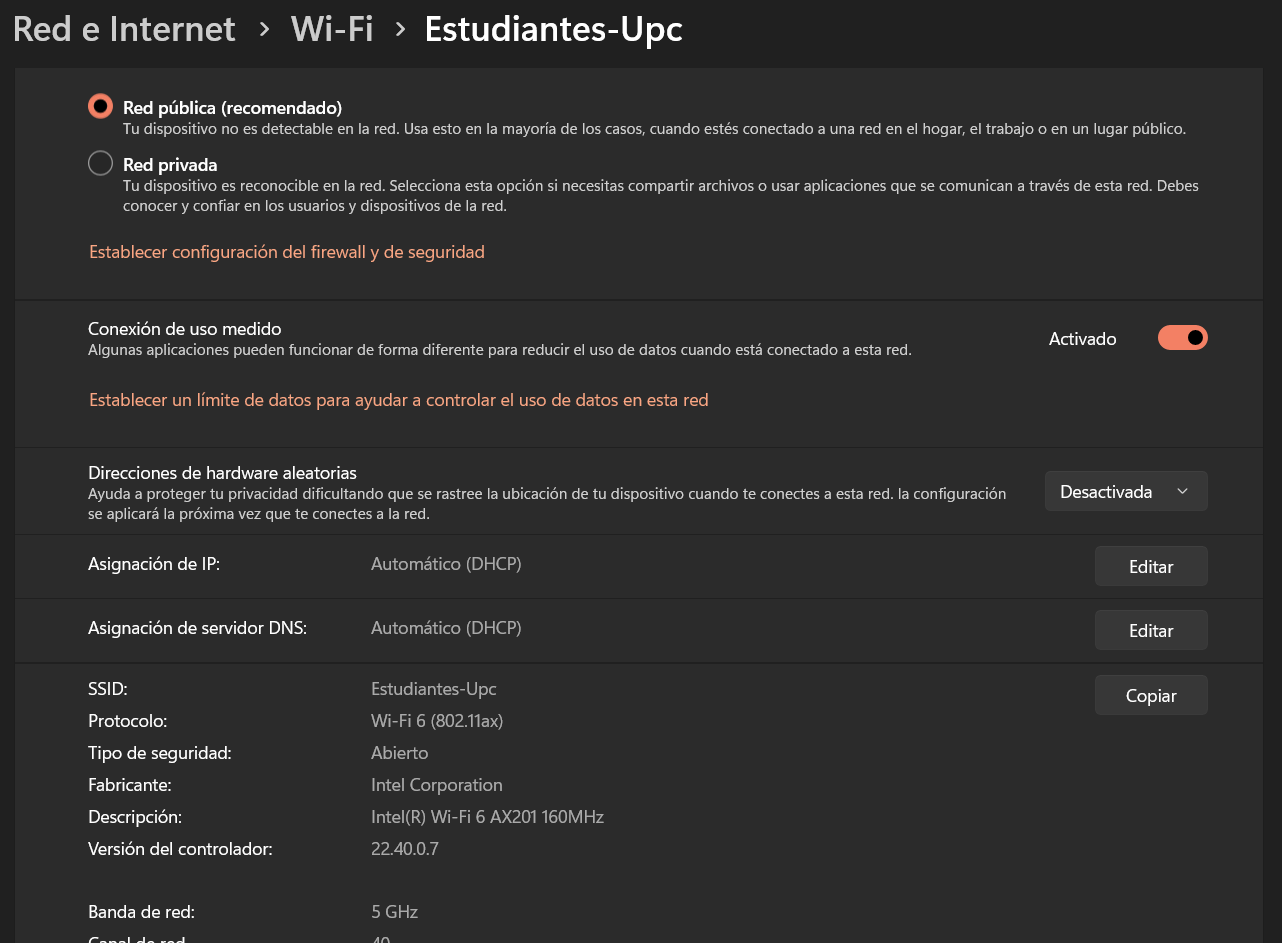 Red e Internet > Wi-Fi > Estudiantes-Upc
Red pública (recomendado)
Tu dispositivo no es detectable en la red. Usa esto en la mayoría de los casos, cuando estés conectado a una red en el hogar, el trabajo o en un lugar público.
Red privada
Tu dispositivo es reconocible en la red. Selecciona esta opción si necesitas compartir archivos o usar aplicaciones que se comunican a través de esta red. Debes
conocer y confiar en los usuarios y dispositivos de la red.
Establecer configuración del firewall y de seguridad
Conexión de uso medido
Algunas aplicaciones pueden funcionar de forma diferente para reducir el uso de datos cuando está conectado a esta red.
Activado
Establecer un límite de datos para ayudar a controlar el uso de datos en esta red
Direcciones de hardware aleatorias
Ayuda a proteger tu privacidad dificultando que se rastree la ubicación de tu dispositivo cuando te conectes a esta red. la configuración
se aplicará la próxima vez que te conectes a la red.
Desactivada
Asignación de IP: Automático (DHCP) Editar
Asignación de servidor DNS: Automático (DHCP) Editar
SSID: Estudiantes-Upc Copiar
Protocolo: Wi-Fi 6 (802.11ax)
Tipo de seguridad: Abierto
Fabricante: Intel Corporation
Descripción: Intel(R) Wi-Fi 6 AX201 160MHz
Versión del controlador: 22.40.0.7
Banda de red: 5 GHz
Canal de red 40